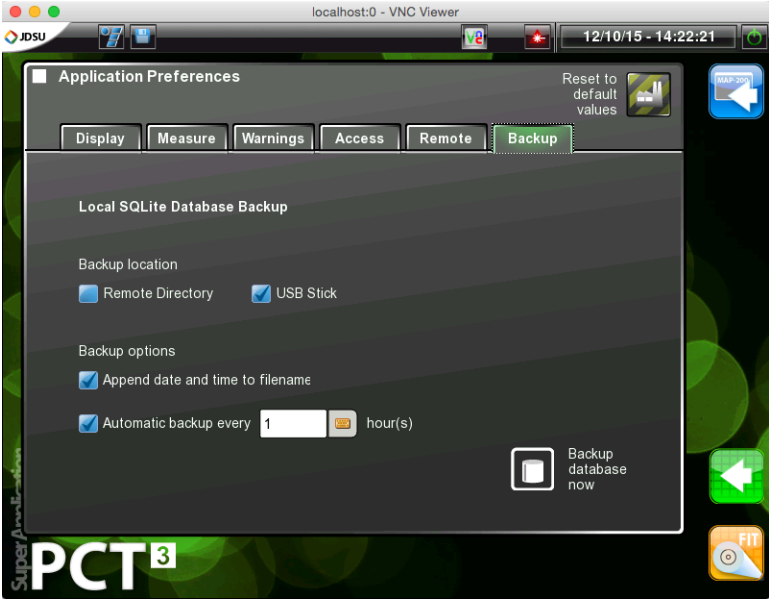 localhost:0 - VNC Viewer
JDSU
V2
12/10/15 - 14:22:21
Application Preferences
Reset to
default
values
MAP-200
Display Measure Warnings Access Remote Backup
Local SQLite Database Backup
Backup location
Remote Directory USB Stick
Backup options
Append date and time to filename
Automatic backup every 1 hour(s)
Backup
database
now
SuperApplication
PCT3
FIT